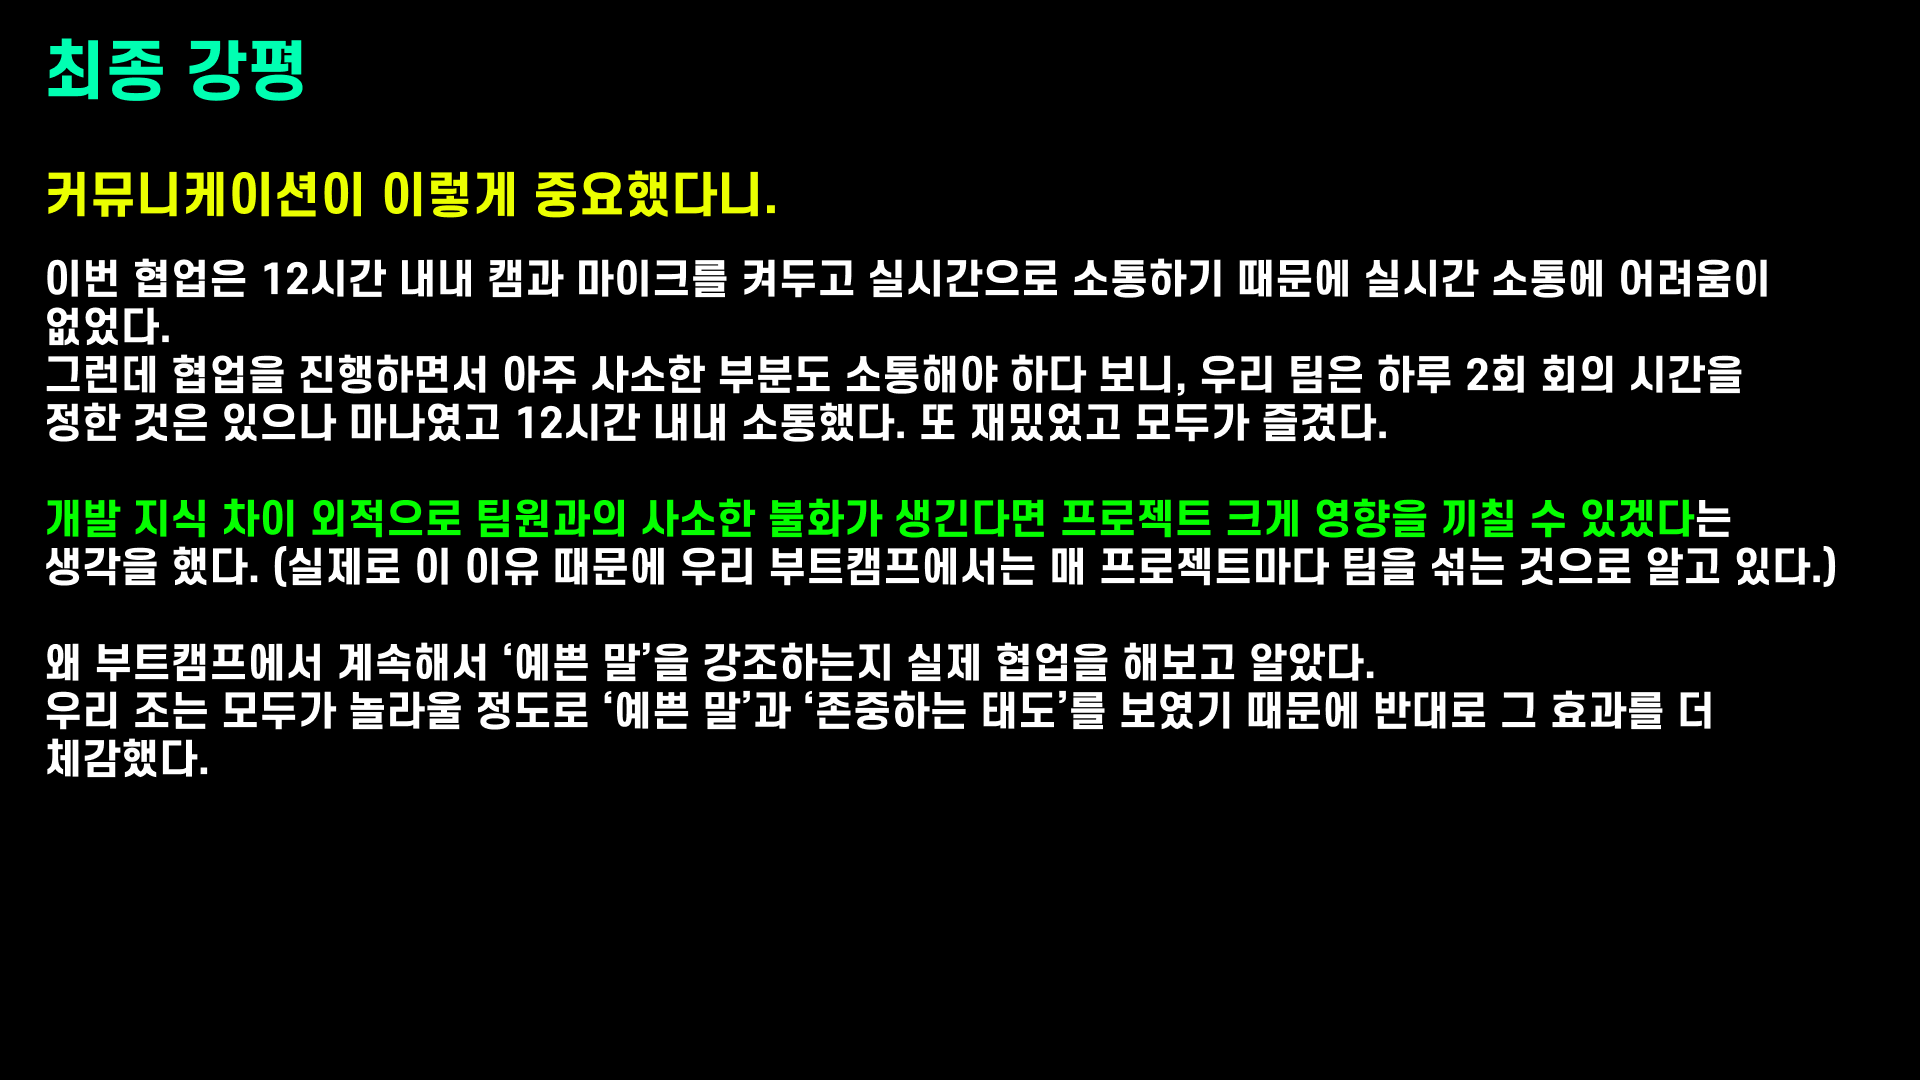 최종 강평
커뮤니케이션이 이렇게 중요했다니.
이번 협업은 12시간 내내 캠과 마이크를 켜두고 실시간으로 소통하기 때문에 실시간 소통에 어려움이
없었다.
그런데 협업을 진행하면서 아주 사소한 부분도 소통해야 하다 보니, 우리 팀은 하루 2회 회의 시간을
정한 것은 있으나 마나였고 12시간 내내 소통했다. 또 재밌었고 모두가 즐겼다.
개발 지식 차이 외적으로 팀원과의 사소한 불화가 생긴다면 프로젝트 크게 영향을 끼칠 수 있겠다는
생각을 했다. (실제로 이 이유 때문에 우리 부트캠프에서는 매 프로젝트마다 팀을 섞는 것으로 알고 있다.)
왜 부트캠프에서 계속해서 ‘예쁜 말’을 강조하는지 실제 협업을 해보고 알았다.
우리 조는 모두가 놀라울 정도로 ‘예쁜 말’과 ‘존중하는 태도’를 보였기 때문에 반대로 그 효과를 더
체감했다.